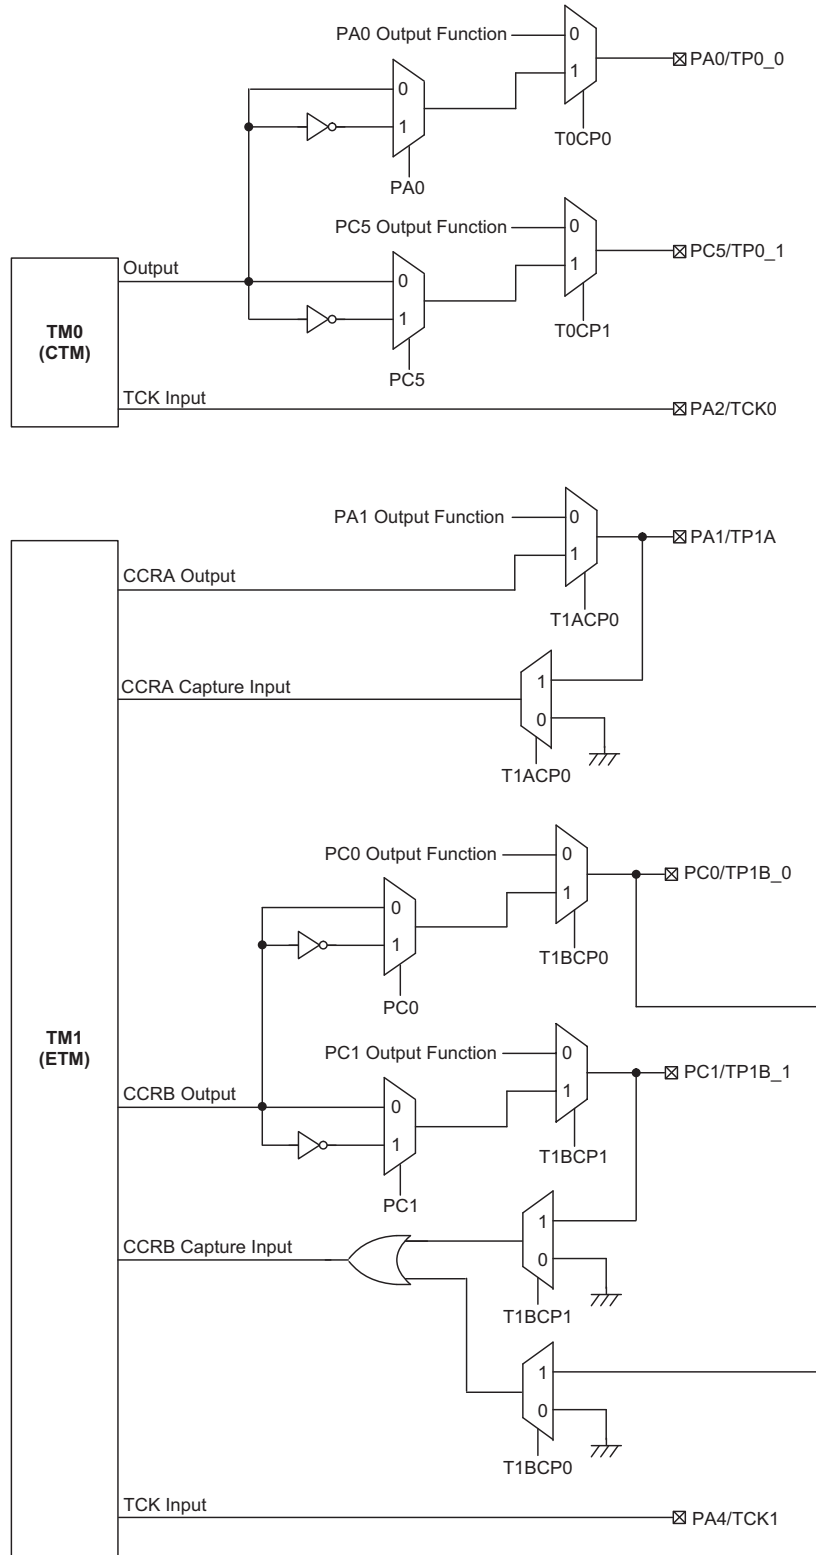 PA0 Output Function
0
PA0/TP0_0
1
0
1
T0CP0
PA0
PC5 Output Function
0
PC5/TP0_1
1
Output
0
1
T0CP1
TM0
(CTM)
PC5
TCK Input
PA2/TCK0
PA1 Output Function
0
PA1/TP1A
1
CCRA Output
T1ACP0
CCRA Capture Input
1
0
T1ACP0
PC0 Output Function
0
PC0/TP1B_0
1
0
1
T1BCP0
PC0
TM1
(ETM)
PC1 Output Function
0
PC1/TP1B_1
1
CCRB Output
0
1
T1BCP1
PC1
1
CCRB Capture Input
0
T1BCP1
1
0
T1BCP0
TCK Input
PA4/TCK1